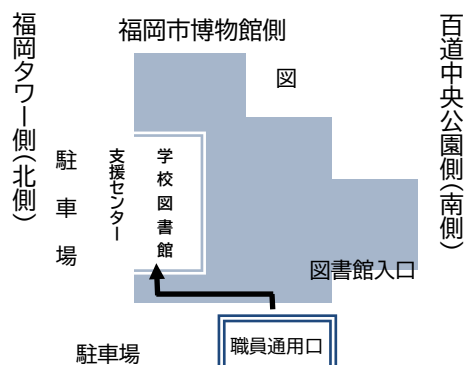 福岡市博物館側
福岡タワー側(北側)
百道中央公園側(南側)
図
駐車場
支援センター
学校図書館
図書館入口
職員通用口
駐車場